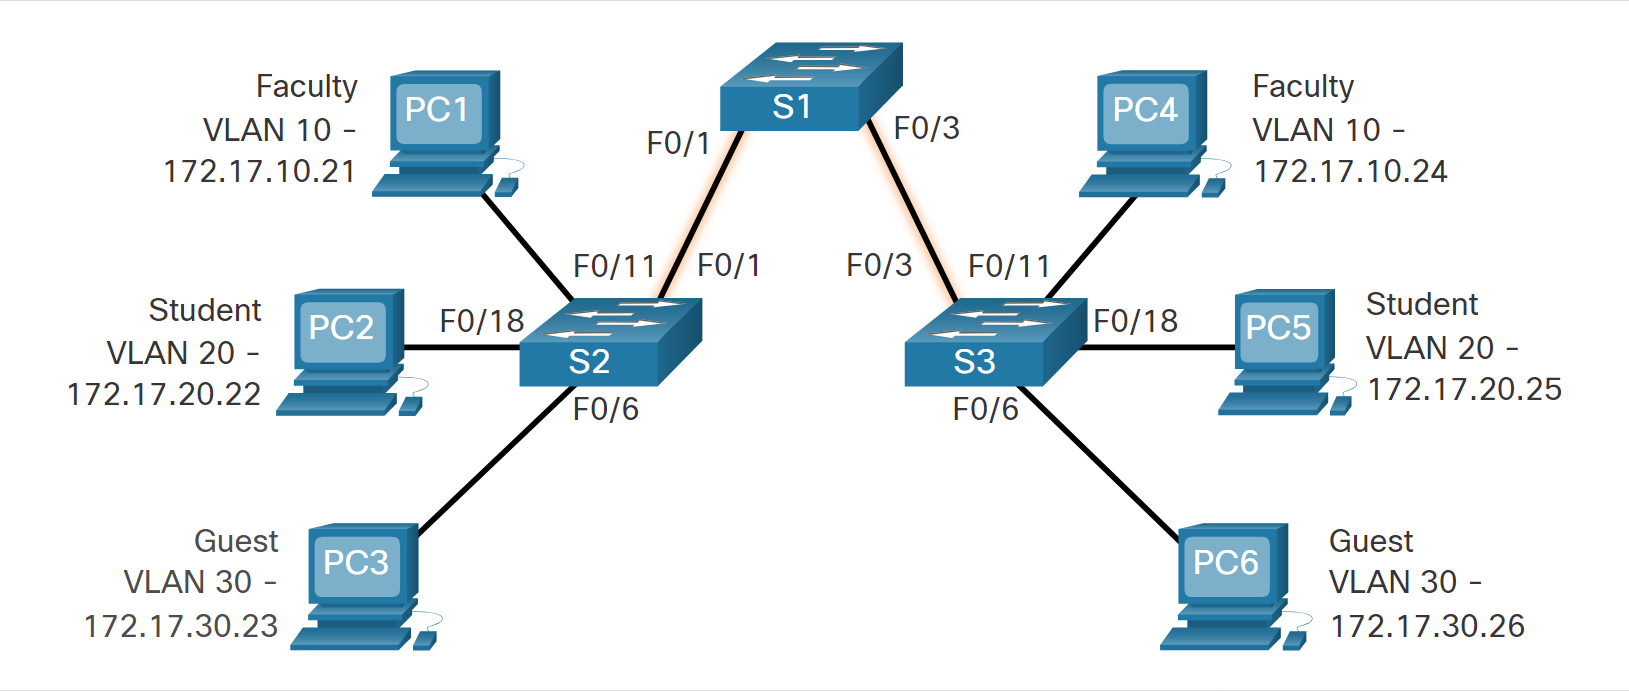 Faculty
VLAN 10 –
172.17.10.21
PC1
S1
F0/1
F0/3
PC4
Faculty
VLAN 10 –
172.17.10.24
F0/11
F0/1
F0/3
F0/11
Student
VLAN 20 –
172.17.20.22
PC2
F0/18
S2
F0/6
S3
F0/18
F0/6
PC5
Student
VLAN 20 –
172.17.20.25
Guest
VLAN 30 –
172.17.30.23
PC3
PC6
Guest
VLAN 30 –
172.17.30.26